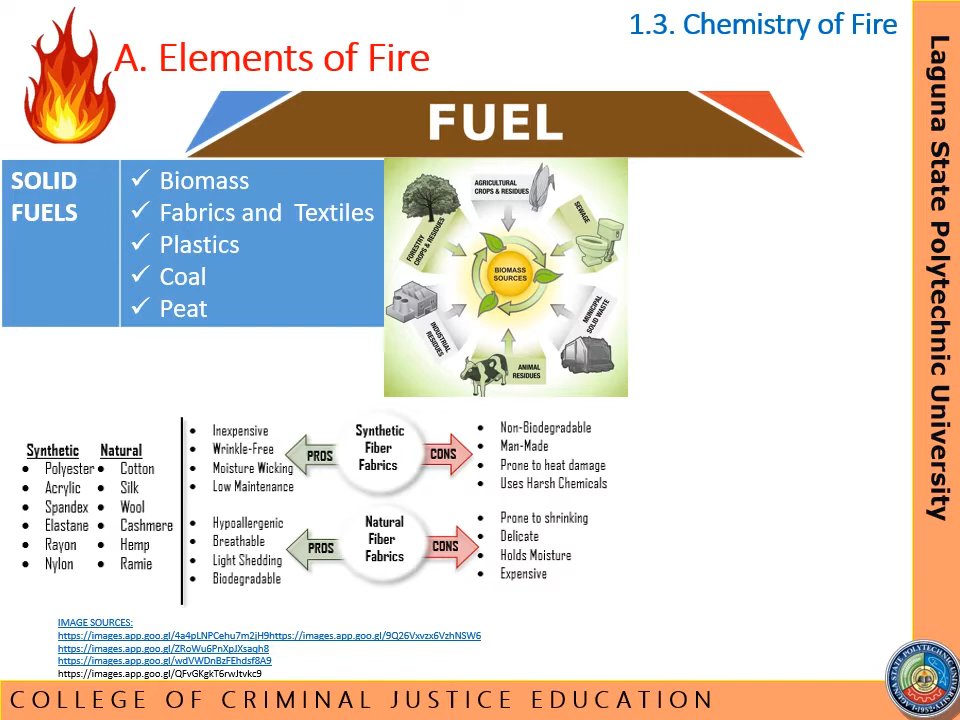 1.3. Chemistry of Fire
A. Elements of Fire
FUEL
SOLID
FUELS
✓ Biomass
✓ Fabrics and Textiles
✓ Plastics
✓ Coal
✓ Peat
AGRICULTURAL
CROPS & RESIDUES
SEWAGE
MUNICIPAL
SOLID WASTE
ANIMAL
RESIDUES
INDUSTRIAL
RESIDUES
FORESTRY
CROPS & RESIDUES
BIOMASS
SOURCES
Synthetic
• Polyester
• Acrylic
• Spandex
• Elastane
• Rayon
• Nylon
Natural
• Cotton
• Silk
• Wool
• Cashmere
• Hemp
• Ramie
• Inexpensive
• Wrinkle-Free
• Moisture Wicking
• Low Maintenance
PROS
Synthetic
Fiber
Fabrics
CONS
• Non-Biodegradable
• Man-Made
• Prone to heat damage
• Uses Harsh Chemicals
• Hypoallergenic
• Breathable
• Light Shedding
• Biodegradable
PROS
Natural
Fiber
Fabrics
CONS
• Prone to shrinking
• Delicate
• Holds Moisture
• Expensive
IMAGE SOURCES:
https://images.app.goo.gl/4a4pLNPCehu7m2jH9https://images.app.goo.gl/9Q26Vxvzx6VzhNSW6
https://images.app.goo.gl/ZRoWu6PnXpJXsaqh8
https://images.app.goo.gl/wdVWDnBzFEhdsf8A9
https://images.app.goo.gl/QFvGKgkT6rwJtvkc9
COLLEGE OF CRIMINAL JUSTICE EDUCATION
Laguna State Polytechnic University
LAGUNA STATE POLYTECHNIC UNIVERSITY
1952